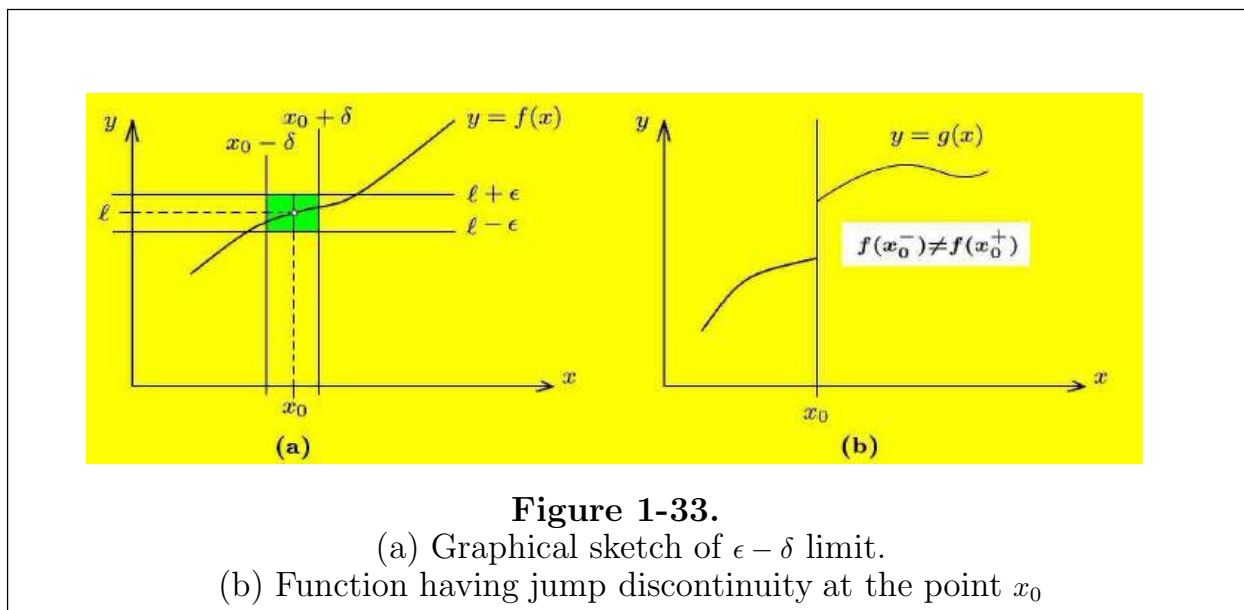 y
x₀ + δ
x₀ − δ
y = f(x)
ℓ + ϵ
ℓ
ℓ − ϵ
x
x₀
(a)
y
y = g(x)
f(x₀⁻)≠f(x₀⁺)
x
x₀
(b)
Figure 1-33.
(a) Graphical sketch of ϵ − δ limit.
(b) Function having jump discontinuity at the point x₀